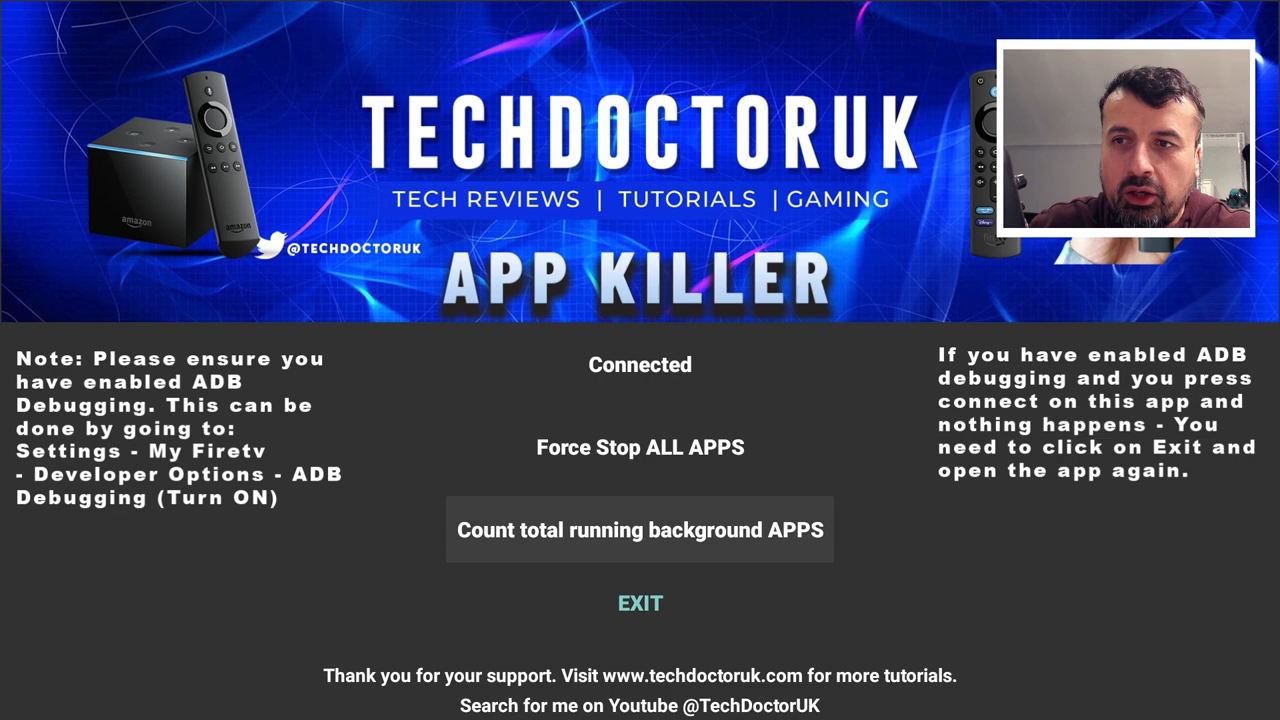 TECHDOCTORUK
TECH REVIEWS | TUTORIALS | GAMING
amazon
amazon
@TECHDOCTORUK
APP KILLER
Note: Please ensure you
have enabled ADB
Debugging. This can be
done by going to:
Settings - My Firetv
- Developer Options - ADB
Debugging (Turn ON)
Connected
Force Stop ALL APPS
Count total running background APPS
EXIT
If you have enabled ADB
debugging and you press
connect on this app and
nothing happens - You
need to click on Exit and
open the app again.
Thank you for your support. Visit www.techdoctoruk.com for more tutorials.
Search for me on Youtube @TechDoctorUK